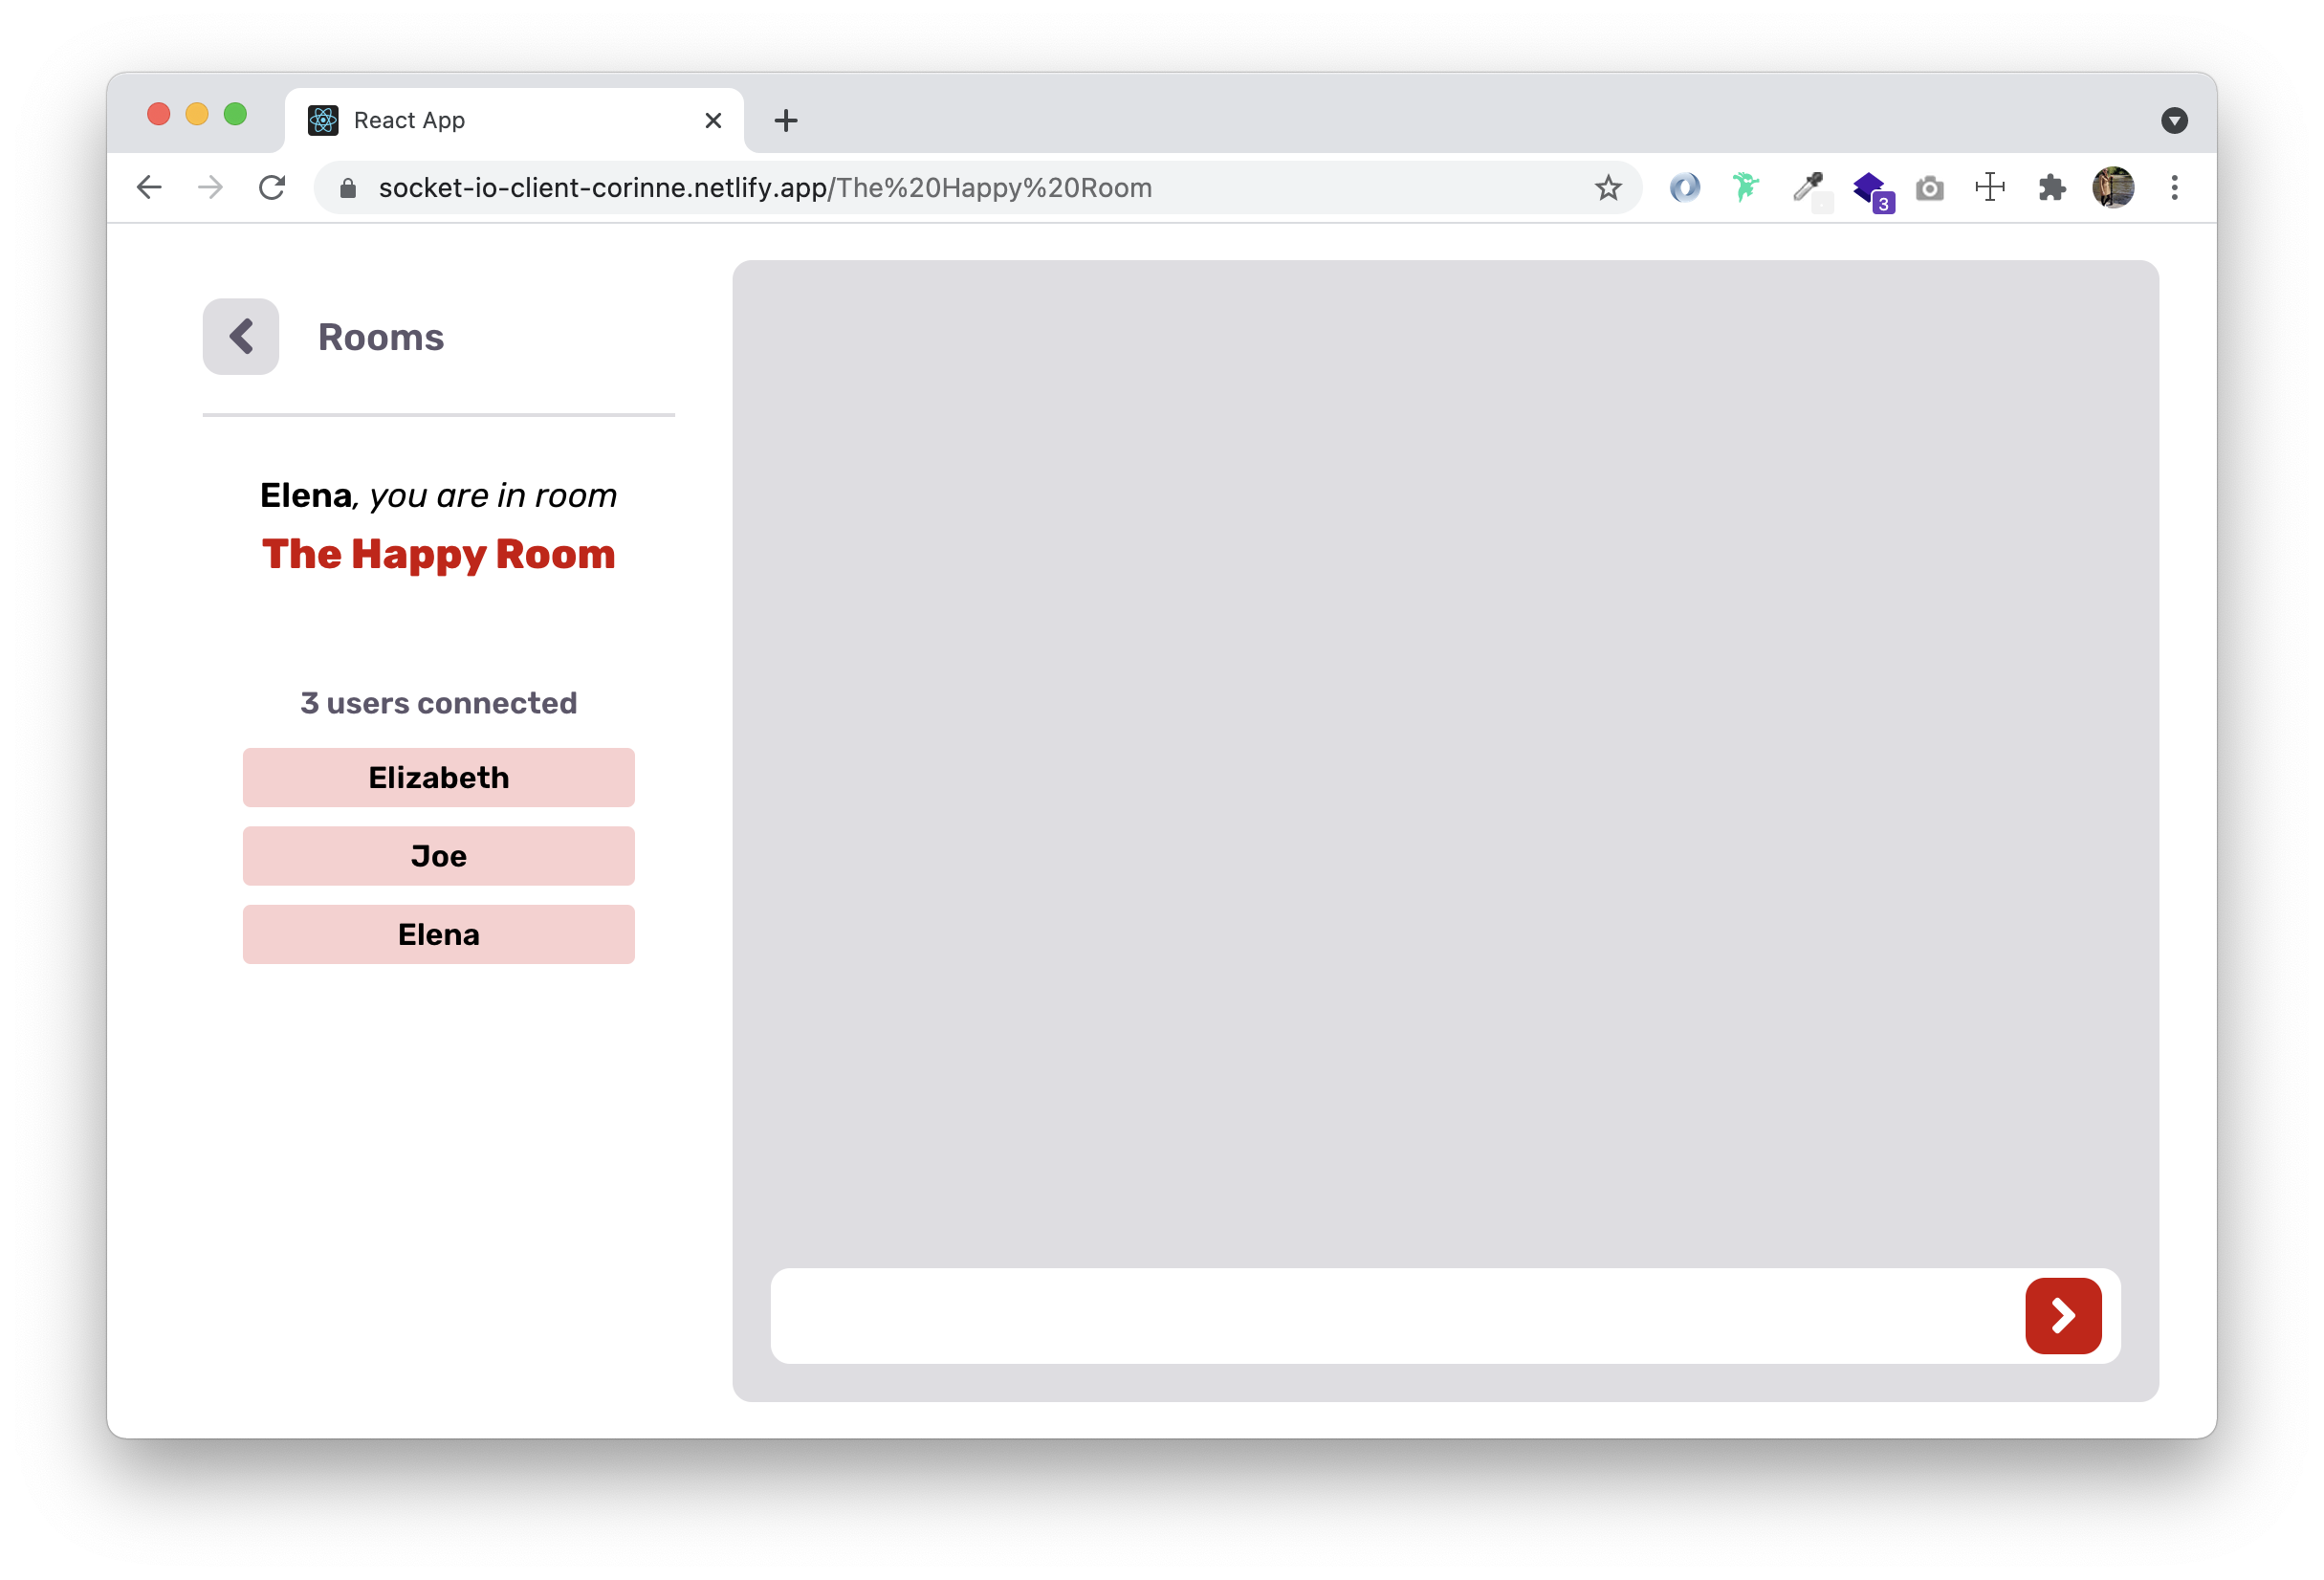 React App
socket-io-client-corinne.netlify.app/The%20Happy%20Room
3
Rooms
Elena, you are in room
The Happy Room
3 users connected
Elizabeth
Joe
Elena